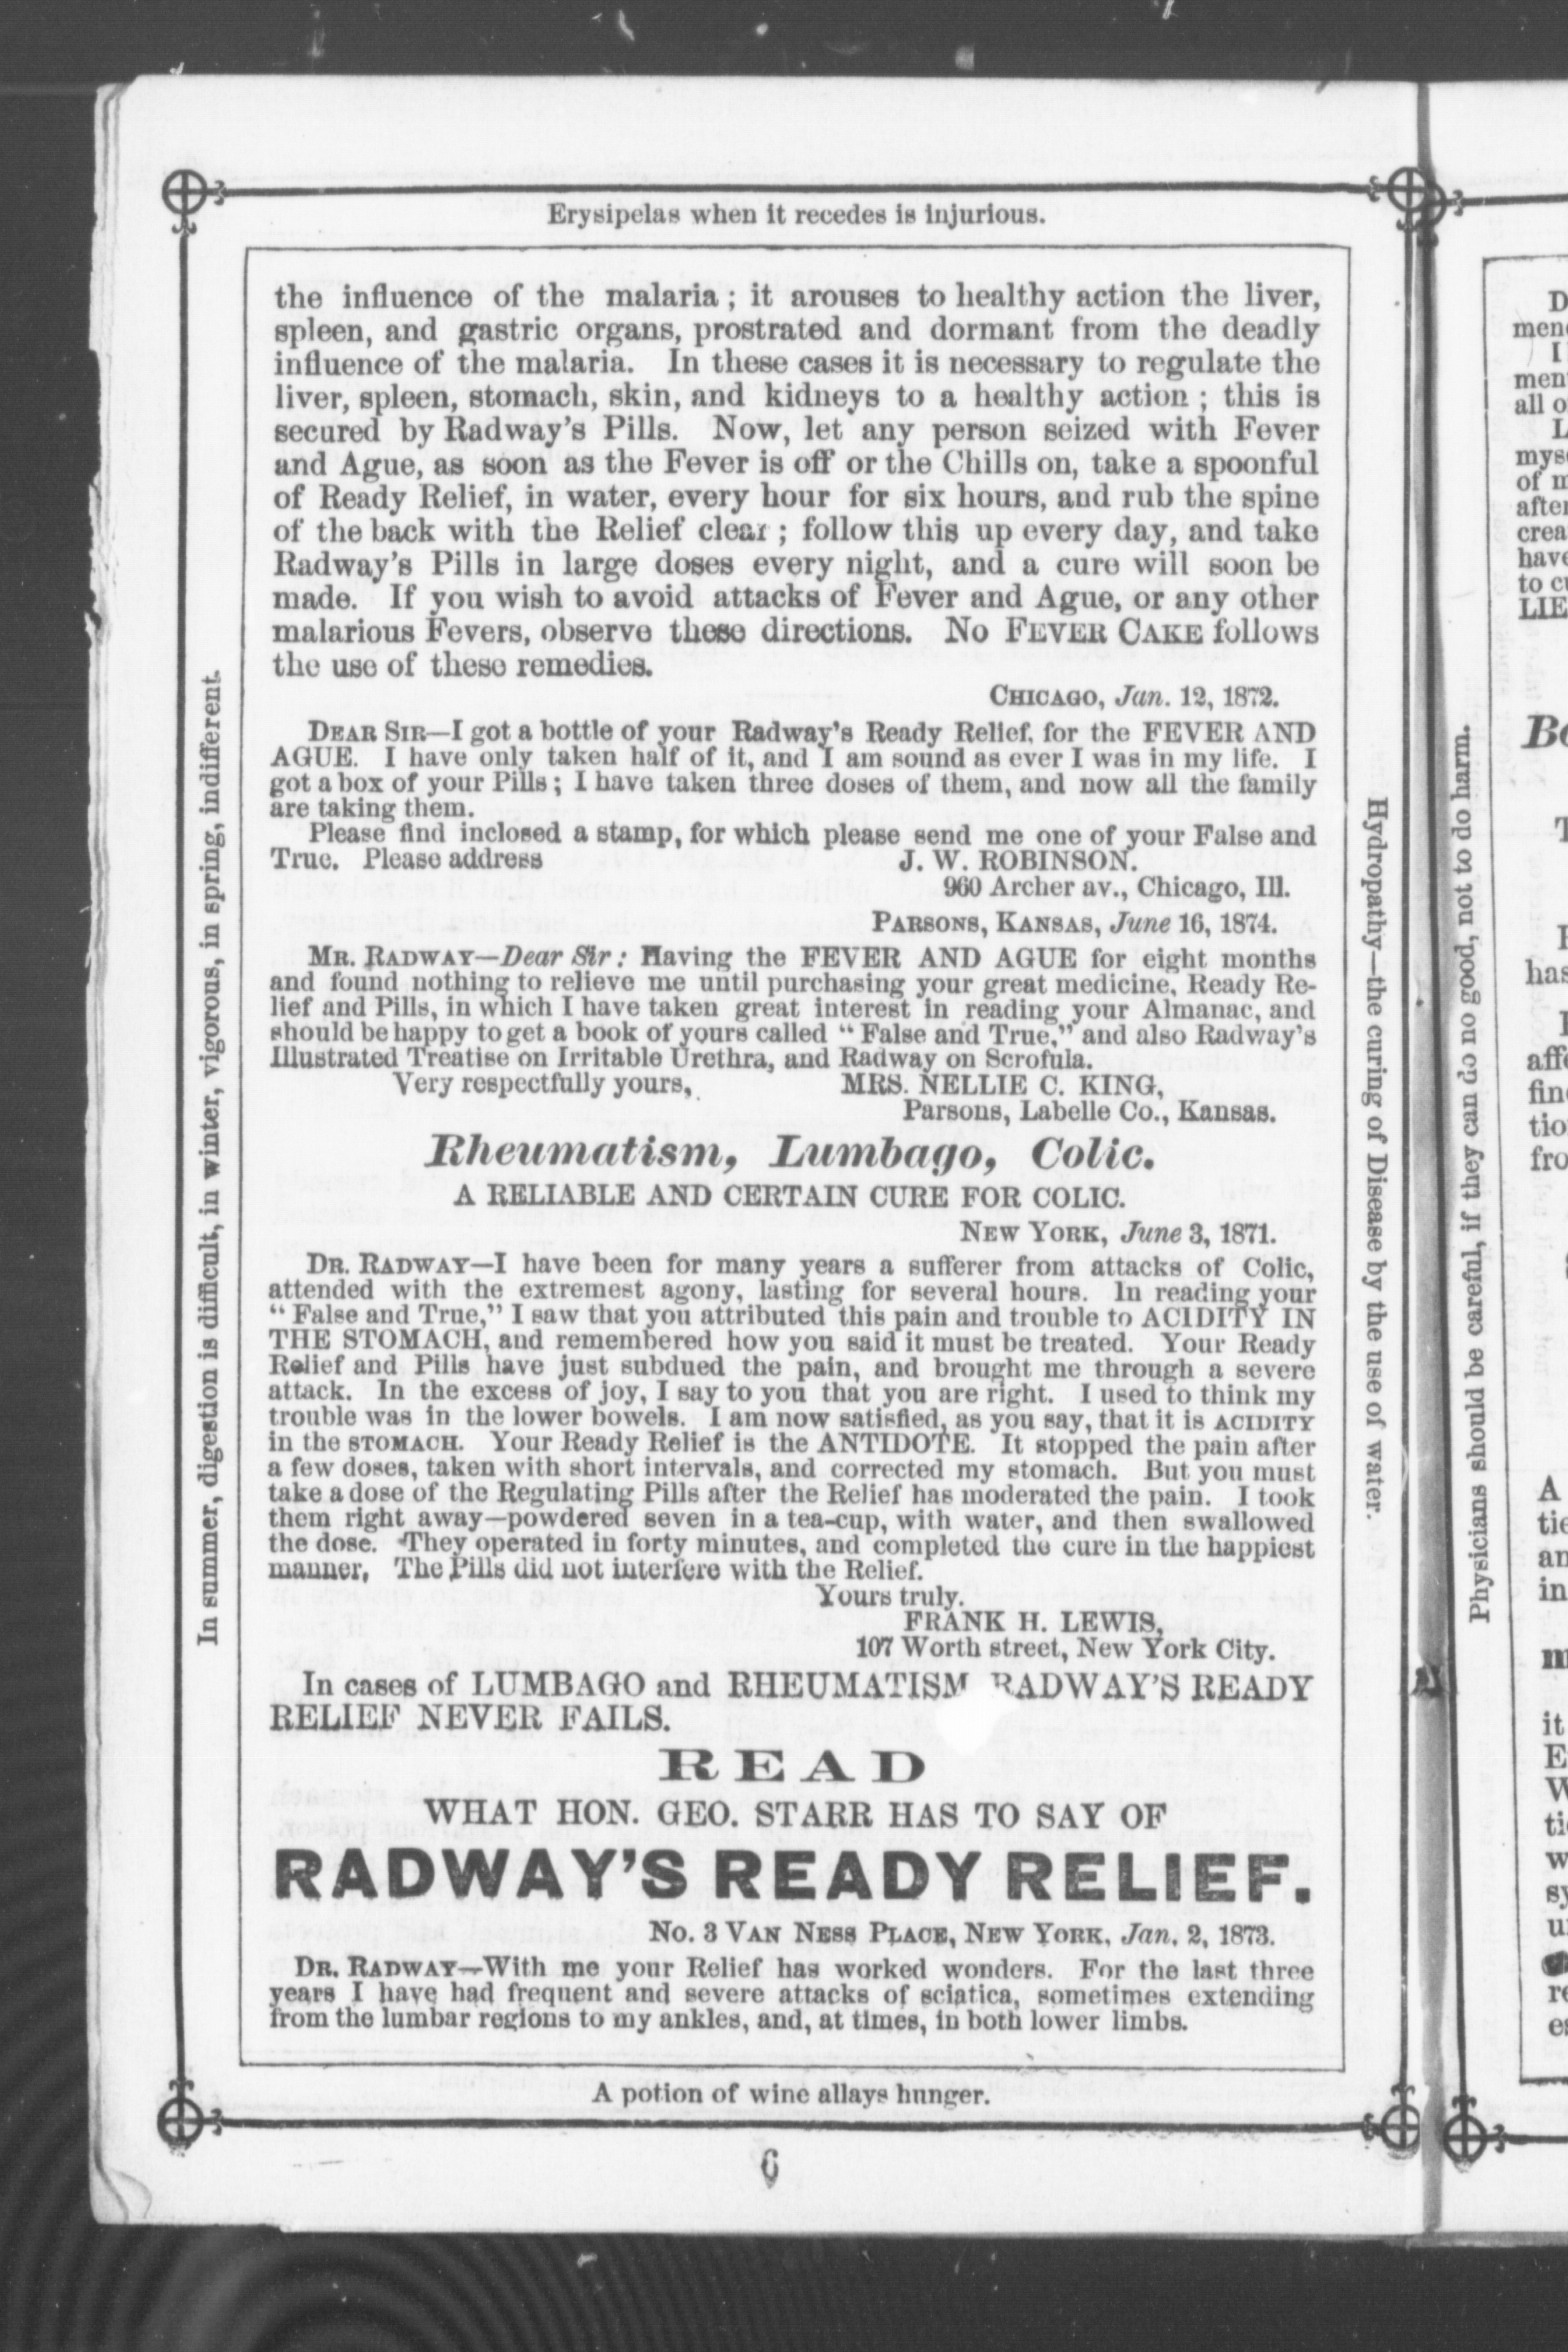 Erysipelas when it recedes is injurious.
the influence of the malaria ; it arouses to healthy action the liver,
spleen, and gastric organs, prostrated and dormant from the deadly
influence of the malaria. In these cases it is necessary to regulate the
liver, spleen, stomach, skin, and kidneys to a healthy action ; this is
secured by Radway's Pills. Now, let any person seized with Fever
and Ague, as soon as the Fever is off or the Chills on, take a spoonful
of Ready Relief, in water, every hour for six hours, and rub the spine
of the back with the Relief clear ; follow this up every day, and take
Radway's Pills in large doses every night, and a cure will soon be
made. If you wish to avoid attacks of Fever and Ague, or any other
malarious Fevers, observe these directions. No FEVER CAKE follows
the use of these remedies.
CHICAGO, Jan. 12, 1872.
DEAR SIR—I got a bottle of your Radway's Ready Relief, for the FEVER AND
AGUE. I have only taken half of it, and I am sound as ever I was in my life. I
got a box of your Pills ; I have taken three doses of them, and now all the family
are taking them.
Please find inclosed a stamp, for which please send me one of your False and
True. Please address J. W. ROBINSON.
960 Archer av., Chicago, Ill.
PARSONS, KANSAS, June 16, 1874.
MR. RADWAY—Dear Sir : Having the FEVER AND AGUE for eight months
and found nothing to relieve me until purchasing your great medicine, Ready Re-
lief and Pills, in which I have taken great interest in reading your Almanac, and
should be happy to get a book of yours called " False and True," and also Radway's
Illustrated Treatise on Irritable Urethra, and Radway on Scrofula.
Very respectfully yours, MRS. NELLIE C. KING,
Parsons, Labelle Co., Kansas.
Rheumatism, Lumbago, Colic.
A RELIABLE AND CERTAIN CURE FOR COLIC.
NEW YORK, June 3, 1871.
DR. RADWAY—I have been for many years a sufferer from attacks of Colic,
attended with the extremest agony, lasting for several hours. In reading your
" False and True," I saw that you attributed this pain and trouble to ACIDITY IN
THE STOMACH, and remembered how you said it must be treated. Your Ready
Relief and Pills have just subdued the pain, and brought me through a severe
attack. In the excess of joy, I say to you that you are right. I used to think my
trouble was in the lower bowels. I am now satisfied, as you say, that it is ACIDITY
in the STOMACH. Your Ready Relief is the ANTIDOTE. It stopped the pain after
a few doses, taken with short intervals, and corrected my stomach. But you must
take a dose of the Regulating Pills after the Relief has moderated the pain. I took
them right away—powdered seven in a tea-cup, with water, and then swallowed
the dose. They operated in forty minutes, and completed the cure in the happiest
manner. The Pills did not interfere with the Relief.
Yours truly.
FRANK H. LEWIS,
107 Worth street, New York City.
In cases of LUMBAGO and RHEUMATISM RADWAY'S READY
RELIEF NEVER FAILS.
READ
WHAT HON. GEO. STARR HAS TO SAY OF
RADWAY'S READY RELIEF.
No. 3 VAN NESS PLACE, NEW YORK, Jan. 2, 1873.
DR. RADWAY—With me your Relief has worked wonders. For the last three
years I have had frequent and severe attacks of sciatica, sometimes extending
from the lumbar regions to my ankles, and, at times, in both lower limbs.
A potion of wine allays hunger.
6
In summer, digestion is difficult, in winter, vigorous, in spring, indifferent.
Hydropathy—the curing of Disease by the use of water.
Physicians should be careful, if they can do no good, not to do harm.